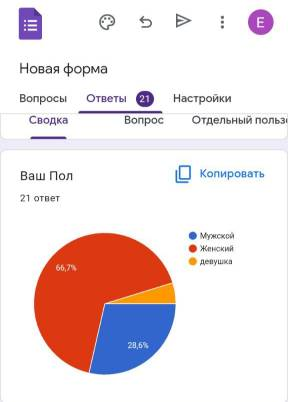 E
Новая форма
Вопросы Ответы 21 Настройки
Сводка Вопрос Отдельный польз
Ваш Пол Копировать
21 ответ
Мужской
Женский
девушка
66,7%
28,6%